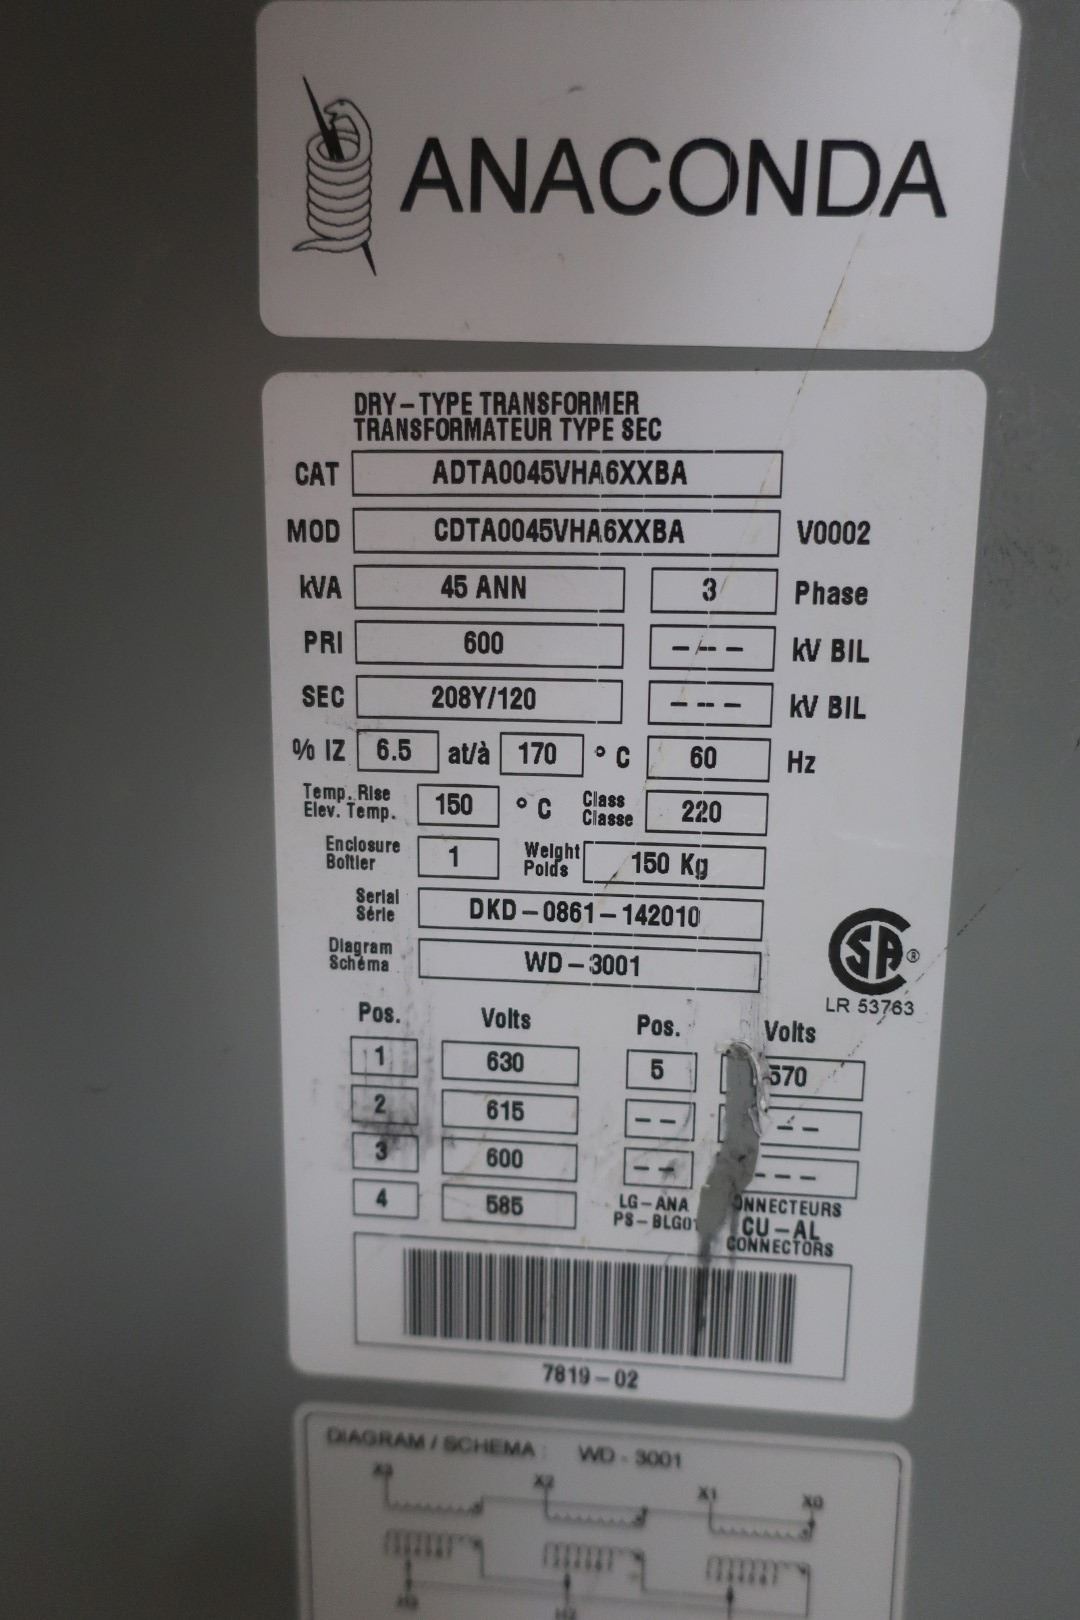 ANACONDA
DRY-TYPE TRANSFORMER
TRANSFORMATEUR TYPE SEC
CAT ADTA0045VHA6XXBA
MOD CDTA0045VHA6XXBA V0002
kVA 45 ANN 3 Phase
PRI 600 --- kV BIL
SEC 208Y/120 --- kV BIL
% IZ 6.5 at/à 170 °C 60 Hz
Temp. Rise
Elev. Temp. 150 °C Class
Classe 220
Enclosure
Boîtier 1 Weight
Poids 150 Kg
Serial
Série DKD-0861-142010
Diagram
Schéma WD-3001
CSA ®
LR 53763
Pos. Volts Pos. Volts
1 630 5 570
2 615 -- --
3 600 -- ---
4 585
LG-ANA
CU-AL
CONNECTORS
7819-02
DIAGRAM / SCHEMA : WD-3001
X3 X2 X1 X0